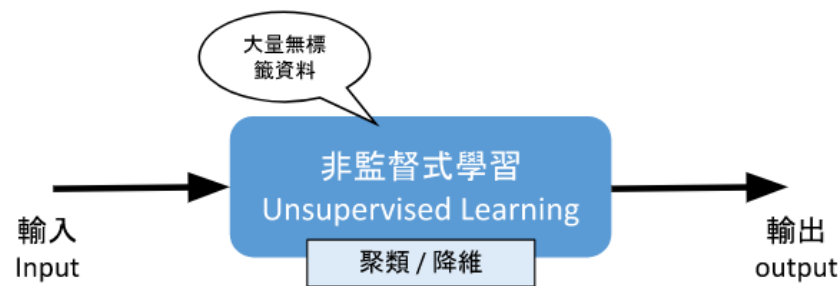 大量無標
籤資料
非監督式學習
Unsupervised Learning
聚類 / 降維
輸入
Input
輸出
output